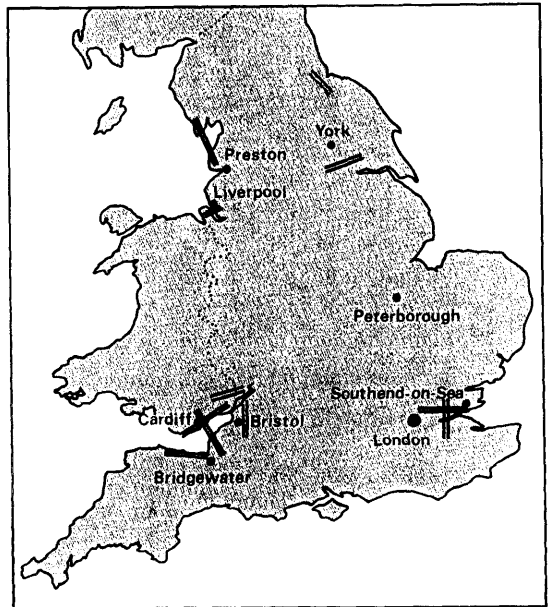 York
Preston
Liverpool
Peterborough
Southend-on-Sea
Cardiff
Bristol
London
Bridgewater